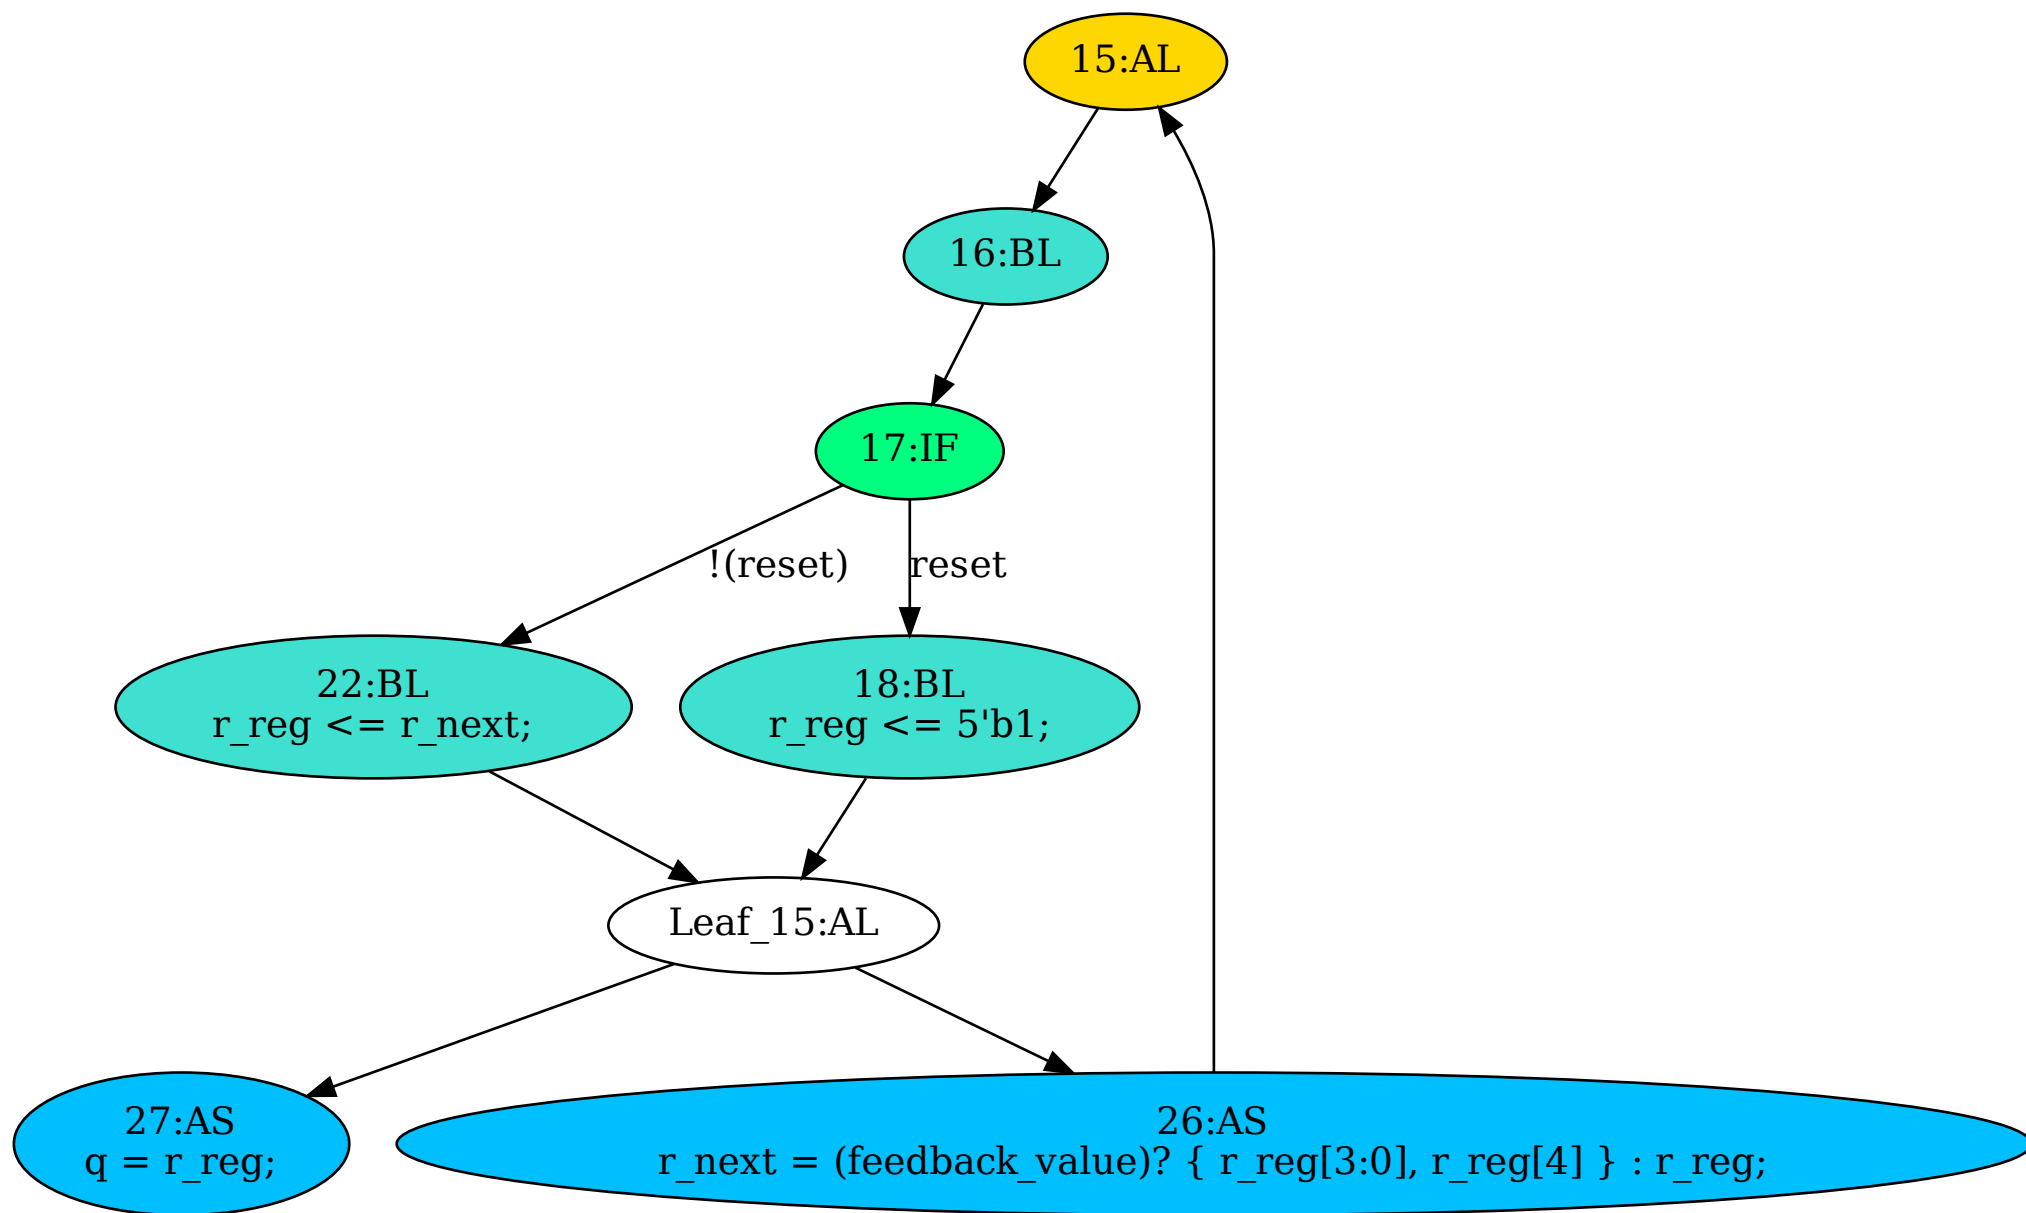 15:AL
16:BL
17:IF
!(reset)
reset
22:BL
r_reg <= r_next;
18:BL
r_reg <= 5'b1;
Leaf_15:AL
27:AS
q = r_reg;
26:AS
r_next = (feedback_value)? { r_reg[3:0], r_reg[4] } : r_reg;